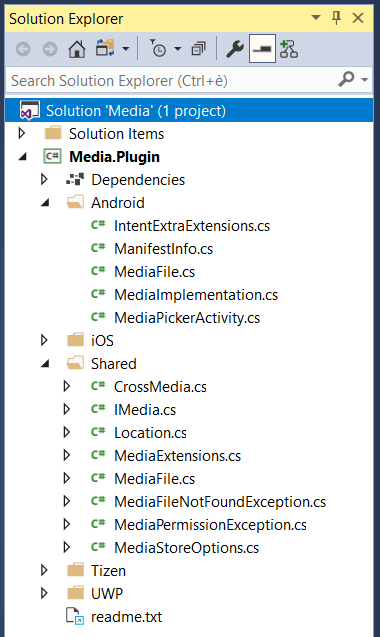 Solution Explorer
Search Solution Explorer (Ctrl+è)
Solution 'Media' (1 project)
Solution Items
C# Media.Plugin
Dependencies
Android
C# IntentExtraExtensions.cs
C# ManifestInfo.cs
C# MediaFile.cs
C# MediaImplementation.cs
C# MediaPickerActivity.cs
iOS
Shared
C# CrossMedia.cs
C# IMedia.cs
C# Location.cs
C# MediaExtensions.cs
C# MediaFile.cs
C# MediaFileNotFoundException.cs
C# MediaPermissionException.cs
C# MediaStoreOptions.cs
Tizen
UWP
readme.txt